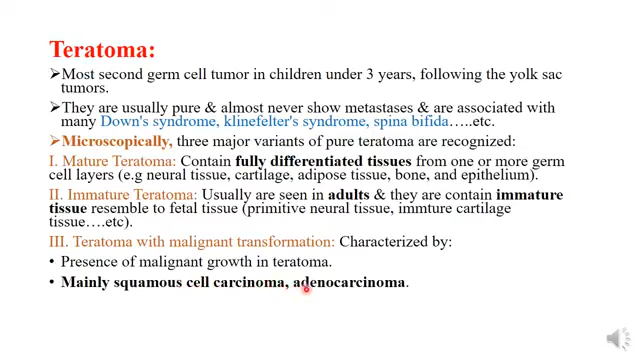 Teratoma:
➢Most second germ cell tumor in children under 3 years, following the yolk sac
tumors.
➢They are usually pure & almost never show metastases & are associated with
many Down's syndrome, klinefelter's syndrome, spina bifida…..etc.
➢Microscopically, three major variants of pure teratoma are recognized:
I. Mature Teratoma: Contain fully differentiated tissues from one or more germ
cell layers (e.g neural tissue, cartilage, adipose tissue, bone, and epithelium).
II. Immature Teratoma: Usually are seen in adults & they are contain immature
tissue resemble to fetal tissue (primitive neural tissue, immture cartilage
tissue….etc).
III. Teratoma with malignant transformation: Characterized by:
• Presence of malignant growth in teratoma.
• Mainly squamous cell carcinoma, adenocarcinoma.